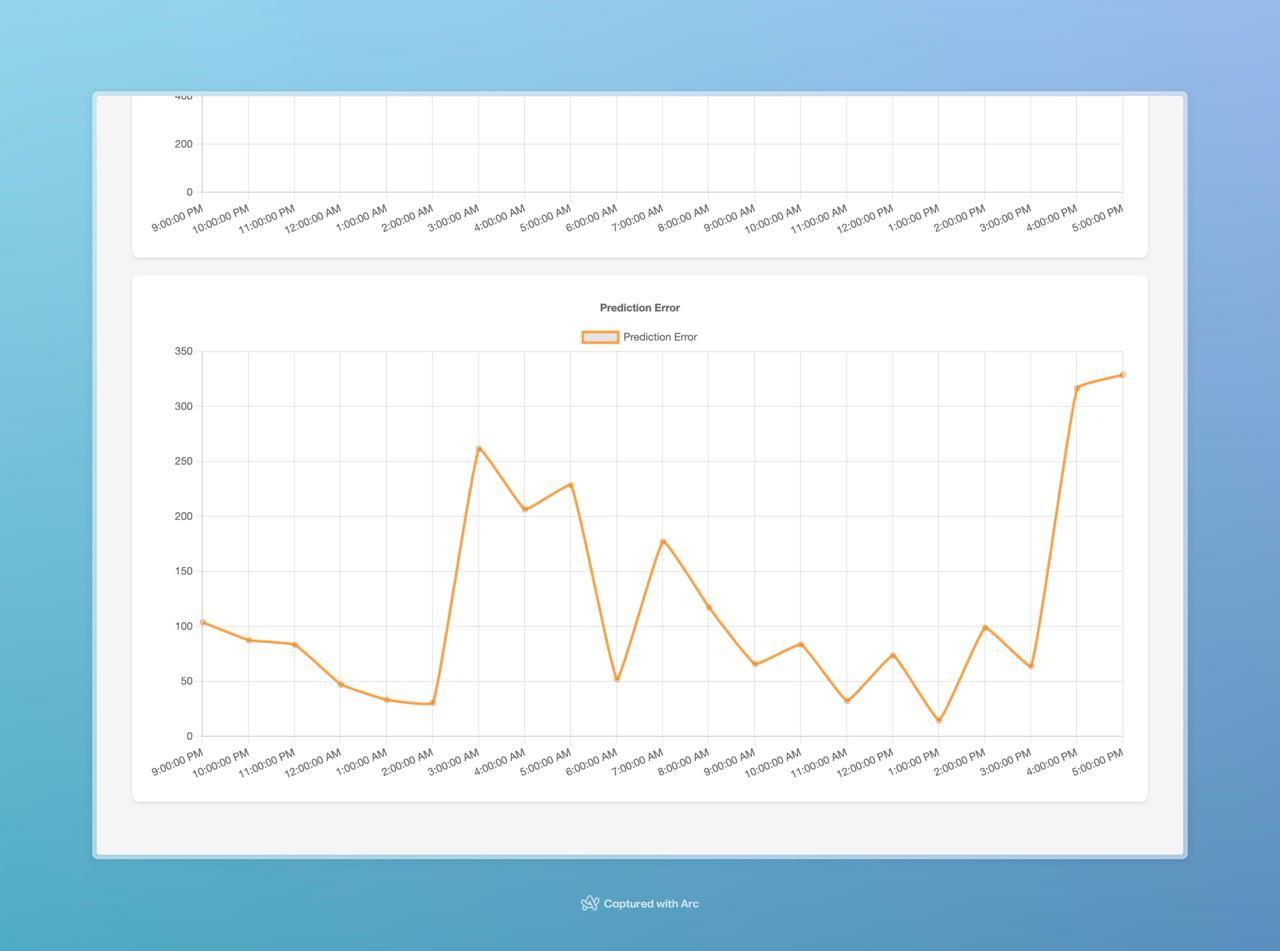 400
200
0
9:00:00 PM
10:00:00 PM
11:00:00 PM
12:00:00 AM
1:00:00 AM
2:00:00 AM
3:00:00 AM
4:00:00 AM
5:00:00 AM
6:00:00 AM
7:00:00 AM
8:00:00 AM
9:00:00 AM
10:00:00 AM
11:00:00 AM
12:00:00 PM
1:00:00 PM
2:00:00 PM
3:00:00 PM
4:00:00 PM
5:00:00 PM
Prediction Error
Prediction Error
350
300
250
200
150
100
50
0
9:00:00 PM
10:00:00 PM
11:00:00 PM
12:00:00 AM
1:00:00 AM
2:00:00 AM
3:00:00 AM
4:00:00 AM
5:00:00 AM
6:00:00 AM
7:00:00 AM
8:00:00 AM
9:00:00 AM
10:00:00 AM
11:00:00 AM
12:00:00 PM
1:00:00 PM
2:00:00 PM
3:00:00 PM
4:00:00 PM
5:00:00 PM
Captured with Arc